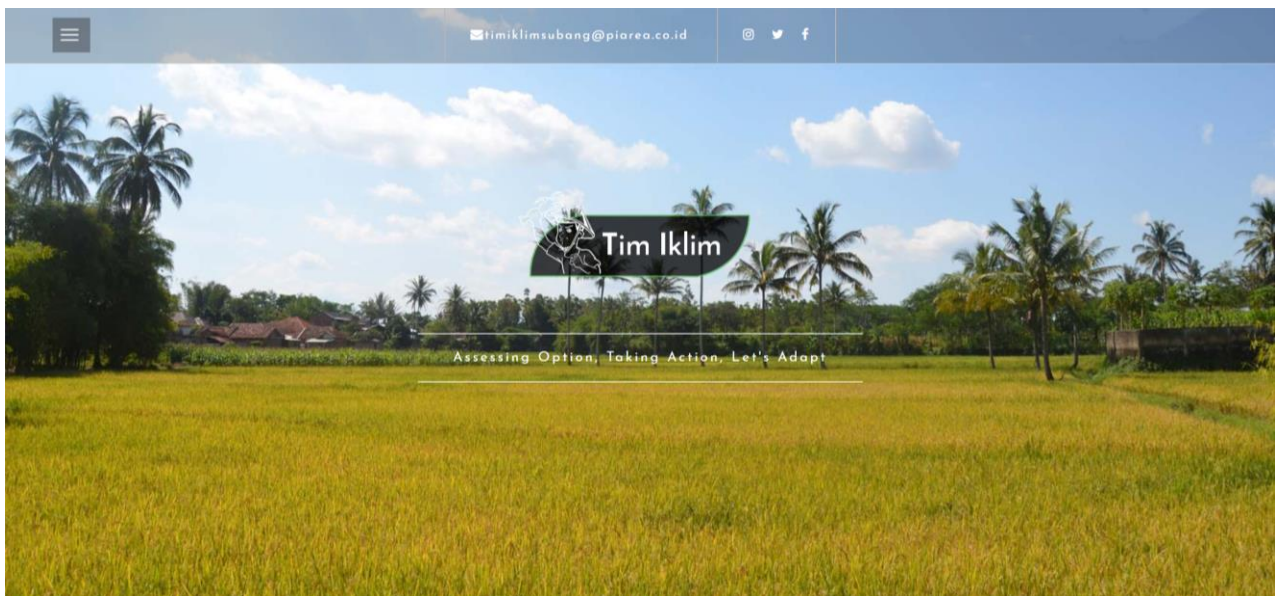 timiklimsubang@piarea.co.id
Tim Iklim
Assessing Option, Taking Action, Let's Adapt